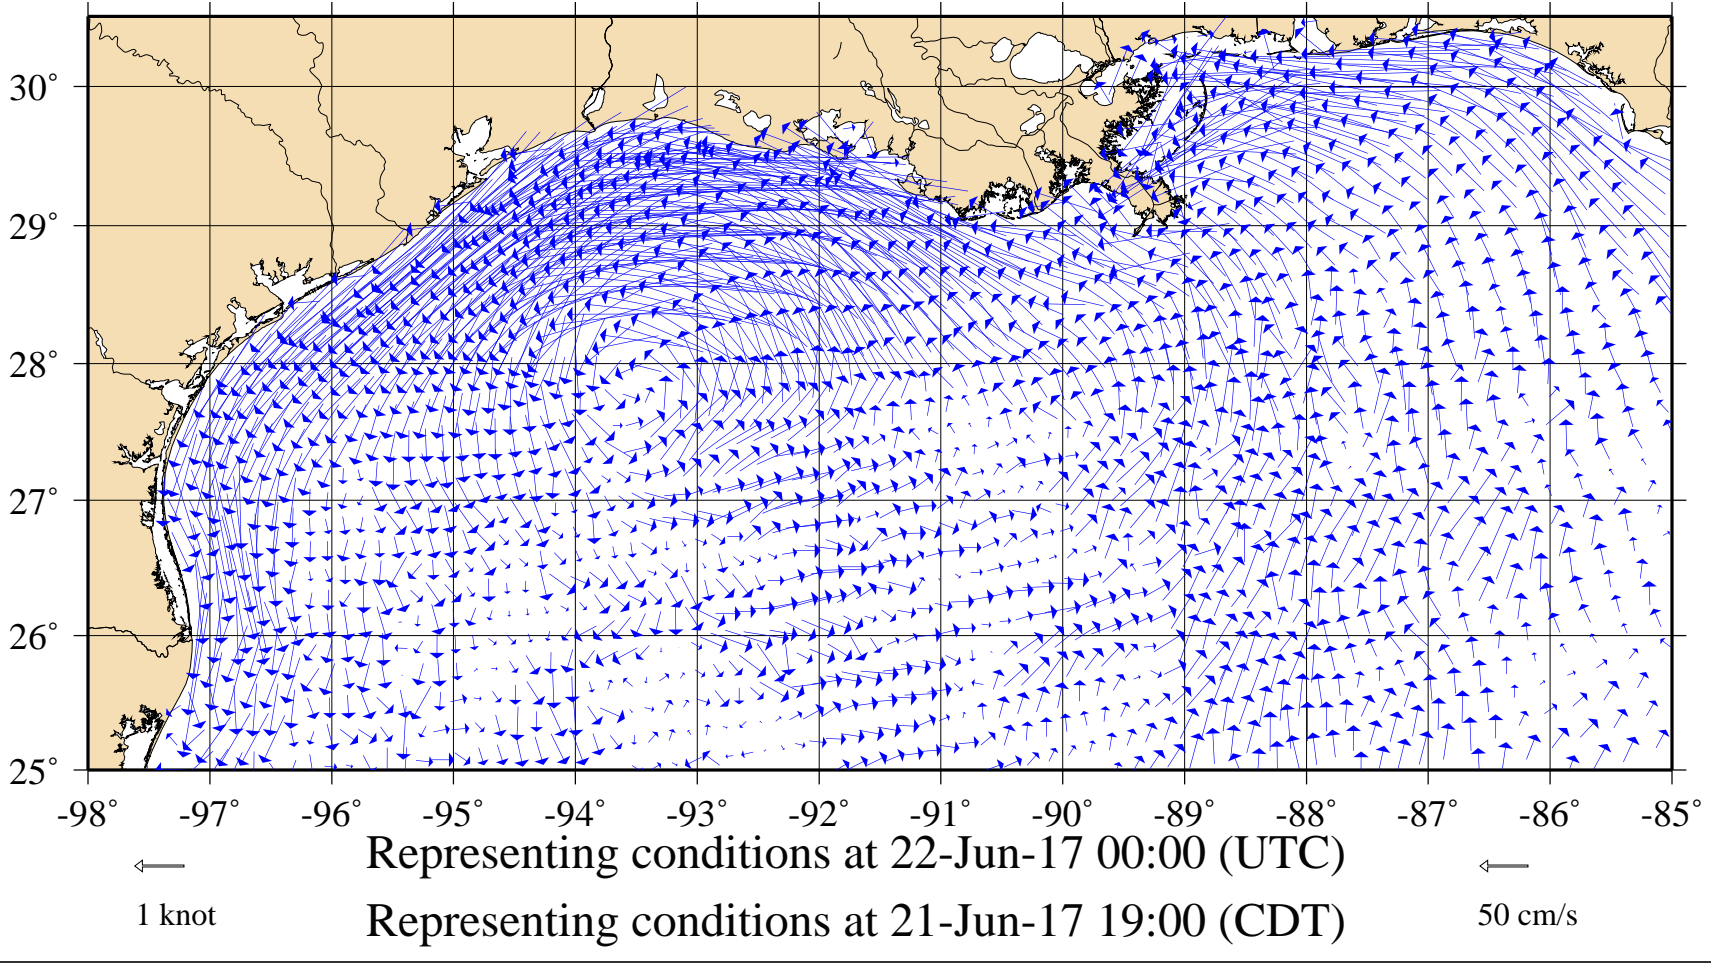 30°
29°
28°
27°
26°
25°
-98° -97° -96° -95° -94° -93° -92° -91° -90° -89° -88° -87° -86° -85°
Representing conditions at 22-Jun-17 00:00 (UTC)
1 knot
Representing conditions at 21-Jun-17 19:00 (CDT)
50 cm/s